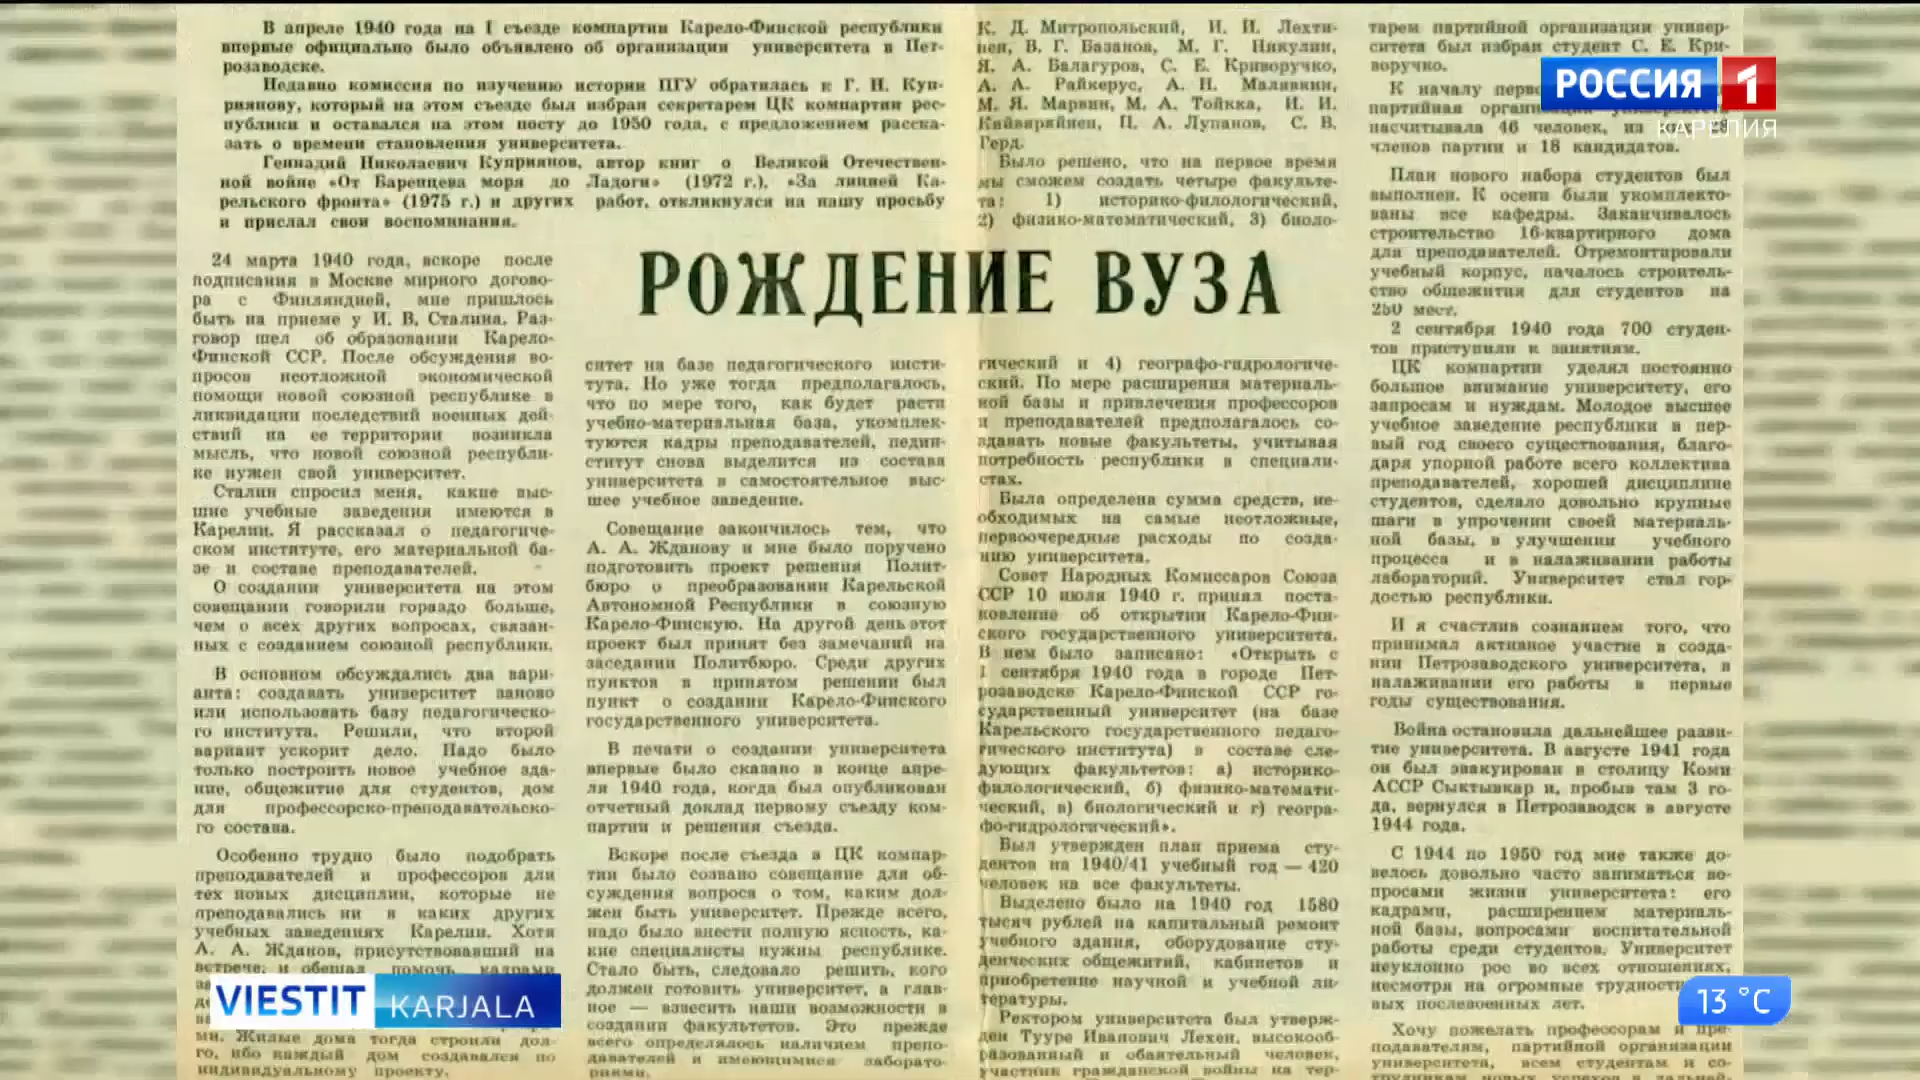 В апреле 1940 года на I съезде компартии Карело-Финской республики
впервые официально было объявлено об организации университета в Пет-
розаводске.
Недавно комиссия по изучению истории ПГУ обратилась к Г. Н. Куп-
риянову, который на этом съезде был избран секретарем ЦК компартии рес-
публики и оставался на этом посту до 1950 года, с предложением расска-
зать о времени становления университета.
Геннадий Николаевич Куприянов, автор книг о Великой Отечествен-
ной войне «От Баренцева моря до Ладоги» (1972 г.), «За линией Ка-
рельского фронта» (1975 г.) и других работ, откликнулся на нашу просьбу
и прислал свои воспоминания.
РОЖДЕНИЕ ВУЗА
24 марта 1940 года, вскоре после
подписания в Москве мирного догово-
ра с Финляндией, мне пришлось
быть на приеме у И. В. Сталина. Раз-
говор шел об образовании Карело-
Финской ССР. После обсуждения во-
просов неотложной экономической
помощи новой союзной республике в
ликвидации последствий военных дей-
ствий на ее территории возникла
мысль, что новой союзной республи-
ке нужен свой университет.
Сталин спросил меня, какие выс-
шие учебные заведения имеются в
Карелии. Я рассказал о педагогиче-
ском институте, его материальной ба-
зе и составе преподавателей.
О создании университета на этом
совещании говорили гораздо больше,
чем о всех других вопросах, связан-
ных с созданием союзной республики.
В основном обсуждались два вари-
анта: создавать университет заново
или использовать базу педагогическо-
го института. Решили, что второй
вариант ускорит дело. Надо было
только построить новое учебное зда-
ние, общежитие для студентов, дом
для профессорско-преподавательско-
го состава.
Особенно трудно было подобрать
преподавателей и профессоров для
тех новых дисциплин, которые не
преподавались ни в каких других
учебных заведениях Карелии. Хотя
А. А. Жданов, присутствовавший на
встрече, и обещал помочь кадрами
ми. Жилые дома тогда строили дол-
го, ибо каждый дом создавался по
индивидуальному проекту.
ситет на базе педагогического инсти-
тута. Но уже тогда предполагалось,
что по мере того, как будет расти
учебно-материальная база, укомплек-
туются кадры преподавателей, педин-
ститут снова выделится из состава
университета в самостоятельное выс-
шее учебное заведение.
Совещание закончилось тем, что
А. А. Жданову и мне было поручено
подготовить проект решения Полит-
бюро о преобразовании Карельской
Автономной Республики в союзную
Карело-Финскую. На другой день этот
проект был принят без замечаний на
заседании Политбюро. Среди других
пунктов в принятом решении был
пункт о создании Карело-Финского
государственного университета.
В печати о создании университета
впервые было сказано в конце апре-
ля 1940 года, когда был опубликован
отчетный доклад первому съезду ком-
партии и решения съезда.
Вскоре после съезда в ЦК компар-
тии было созвано совещание для об-
суждения вопроса о том, каким дол-
жен быть университет. Прежде всего,
надо было внести полную ясность, ка-
кие специалисты нужны республике.
Стало быть, следовало решить, кого
должен готовить университет, а глав-
ное — взвесить наши возможности в
создании факультетов. Это прежде
всего определялось наличием препо-
давателей и имеющимися лаборато-
риями.
К. Д. Митропольский, И. И. Лехти-
нен, В. Г. Базанов, М. Г. Никулин,
Я. А. Балагуров, С. Е. Криворучко,
А. А. Райкерус, А. Н. Малявкин,
М. Я. Марвин, М. А. Тойкка, И. И.
Кайваряйнен, П. А. Лупанов, С. В.
Герд.
Было решено, что на первое время
мы сможем создать четыре факульте-
та: 1) историко-филологический,
2) физико-математический, 3) биоло-
гический и 4) географо-гидрологиче-
ский. По мере расширения материаль-
ной базы и привлечения профессоров
и преподавателей предполагалось со-
здавать новые факультеты, учитывая
потребность республики в специали-
стах.
Была определена сумма средств, не-
обходимых на самые неотложные,
первоочередные расходы по созда-
нию университета.
Совет Народных Комиссаров Союза
ССР 10 июля 1940 г. принял поста-
новление об открытии Карело-Фин-
ского государственного университета.
В нем было записано: «Открыть с
1 сентября 1940 года в городе Пет-
розаводске Карело-Финской ССР го-
сударственный университет (на базе
Карельского государственного педаго-
гического института) в составе сле-
дующих факультетов: а) историко-
филологический, б) физико-математи-
ческий, в) биологический и г) геогра-
фо-гидрологический».
Был утвержден план приема сту-
дентов на 1940/41 учебный год — 420
человек на все факультеты.
Выделено было на 1940 год 1580
тысяч рублей на капитальный ремонт
учебного здания, оборудование сту-
денческих общежитий, кабинетов и
приобретение научной и учебной ли-
тературы.
Ректором университета был утверж-
ден Тууре Иванович Лехен, высокооб-
разованный и обаятельный человек,
участник гражданской войны на тер-
тарем партийной организации универ-
ситета был избран студент С. Е. Кри-
воручко.
К началу
партийная
насчитывала 46 человек, из
членов партии и 18 кандидатов.
План нового набора студентов был
выполнен. К осени были укомплекто-
ваны все кафедры. Заканчивалось
строительство 16-квартирного дома
для преподавателей. Отремонтировали
учебный корпус, началось строитель-
ство общежития для студентов на
250 мест.
2 сентября 1940 года 700 студен-
тов приступили к занятиям.
ЦК компартии уделял постоянно
большое внимание университету, его
запросам и нуждам. Молодое высшее
учебное заведение республики в пер-
вый год своего существования, благо-
даря упорной работе всего коллектива
преподавателей, хорошей дисциплине
студентов, сделало довольно крупные
шаги в упрочении своей материаль-
ной базы, в улучшении учебного
процесса и в налаживании работы
лабораторий. Университет стал гор-
достью республики.
И я счастлив сознанием того, что
принимал активное участие в созда-
нии Петрозаводского университета, в
налаживании его работы в первые
годы существования.
Война остановила дальнейшее разви-
тие университета. В августе 1941 года
он был эвакуирован в столицу Коми
АССР Сыктывкар и, пробыв там 3 го-
да, вернулся в Петрозаводск в августе
1944 года.
С 1944 по 1950 год мне также до-
велось довольно часто заниматься во-
просами жизни университета: его
кадрами, расширением материаль-
ной базы, вопросами воспитательной
работы среди студентов. Университет
неуклонно рос во всех отношениях,
несмотря на огромные трудности
вых послевоенных лет.
Хочу пожелать профессорам и пре-
подавателям, партийной организации
университета, всем студентам и со-
РОССИЯ 1
КАРЕЛИЯ
VIESTIT KARJALA
13 °C